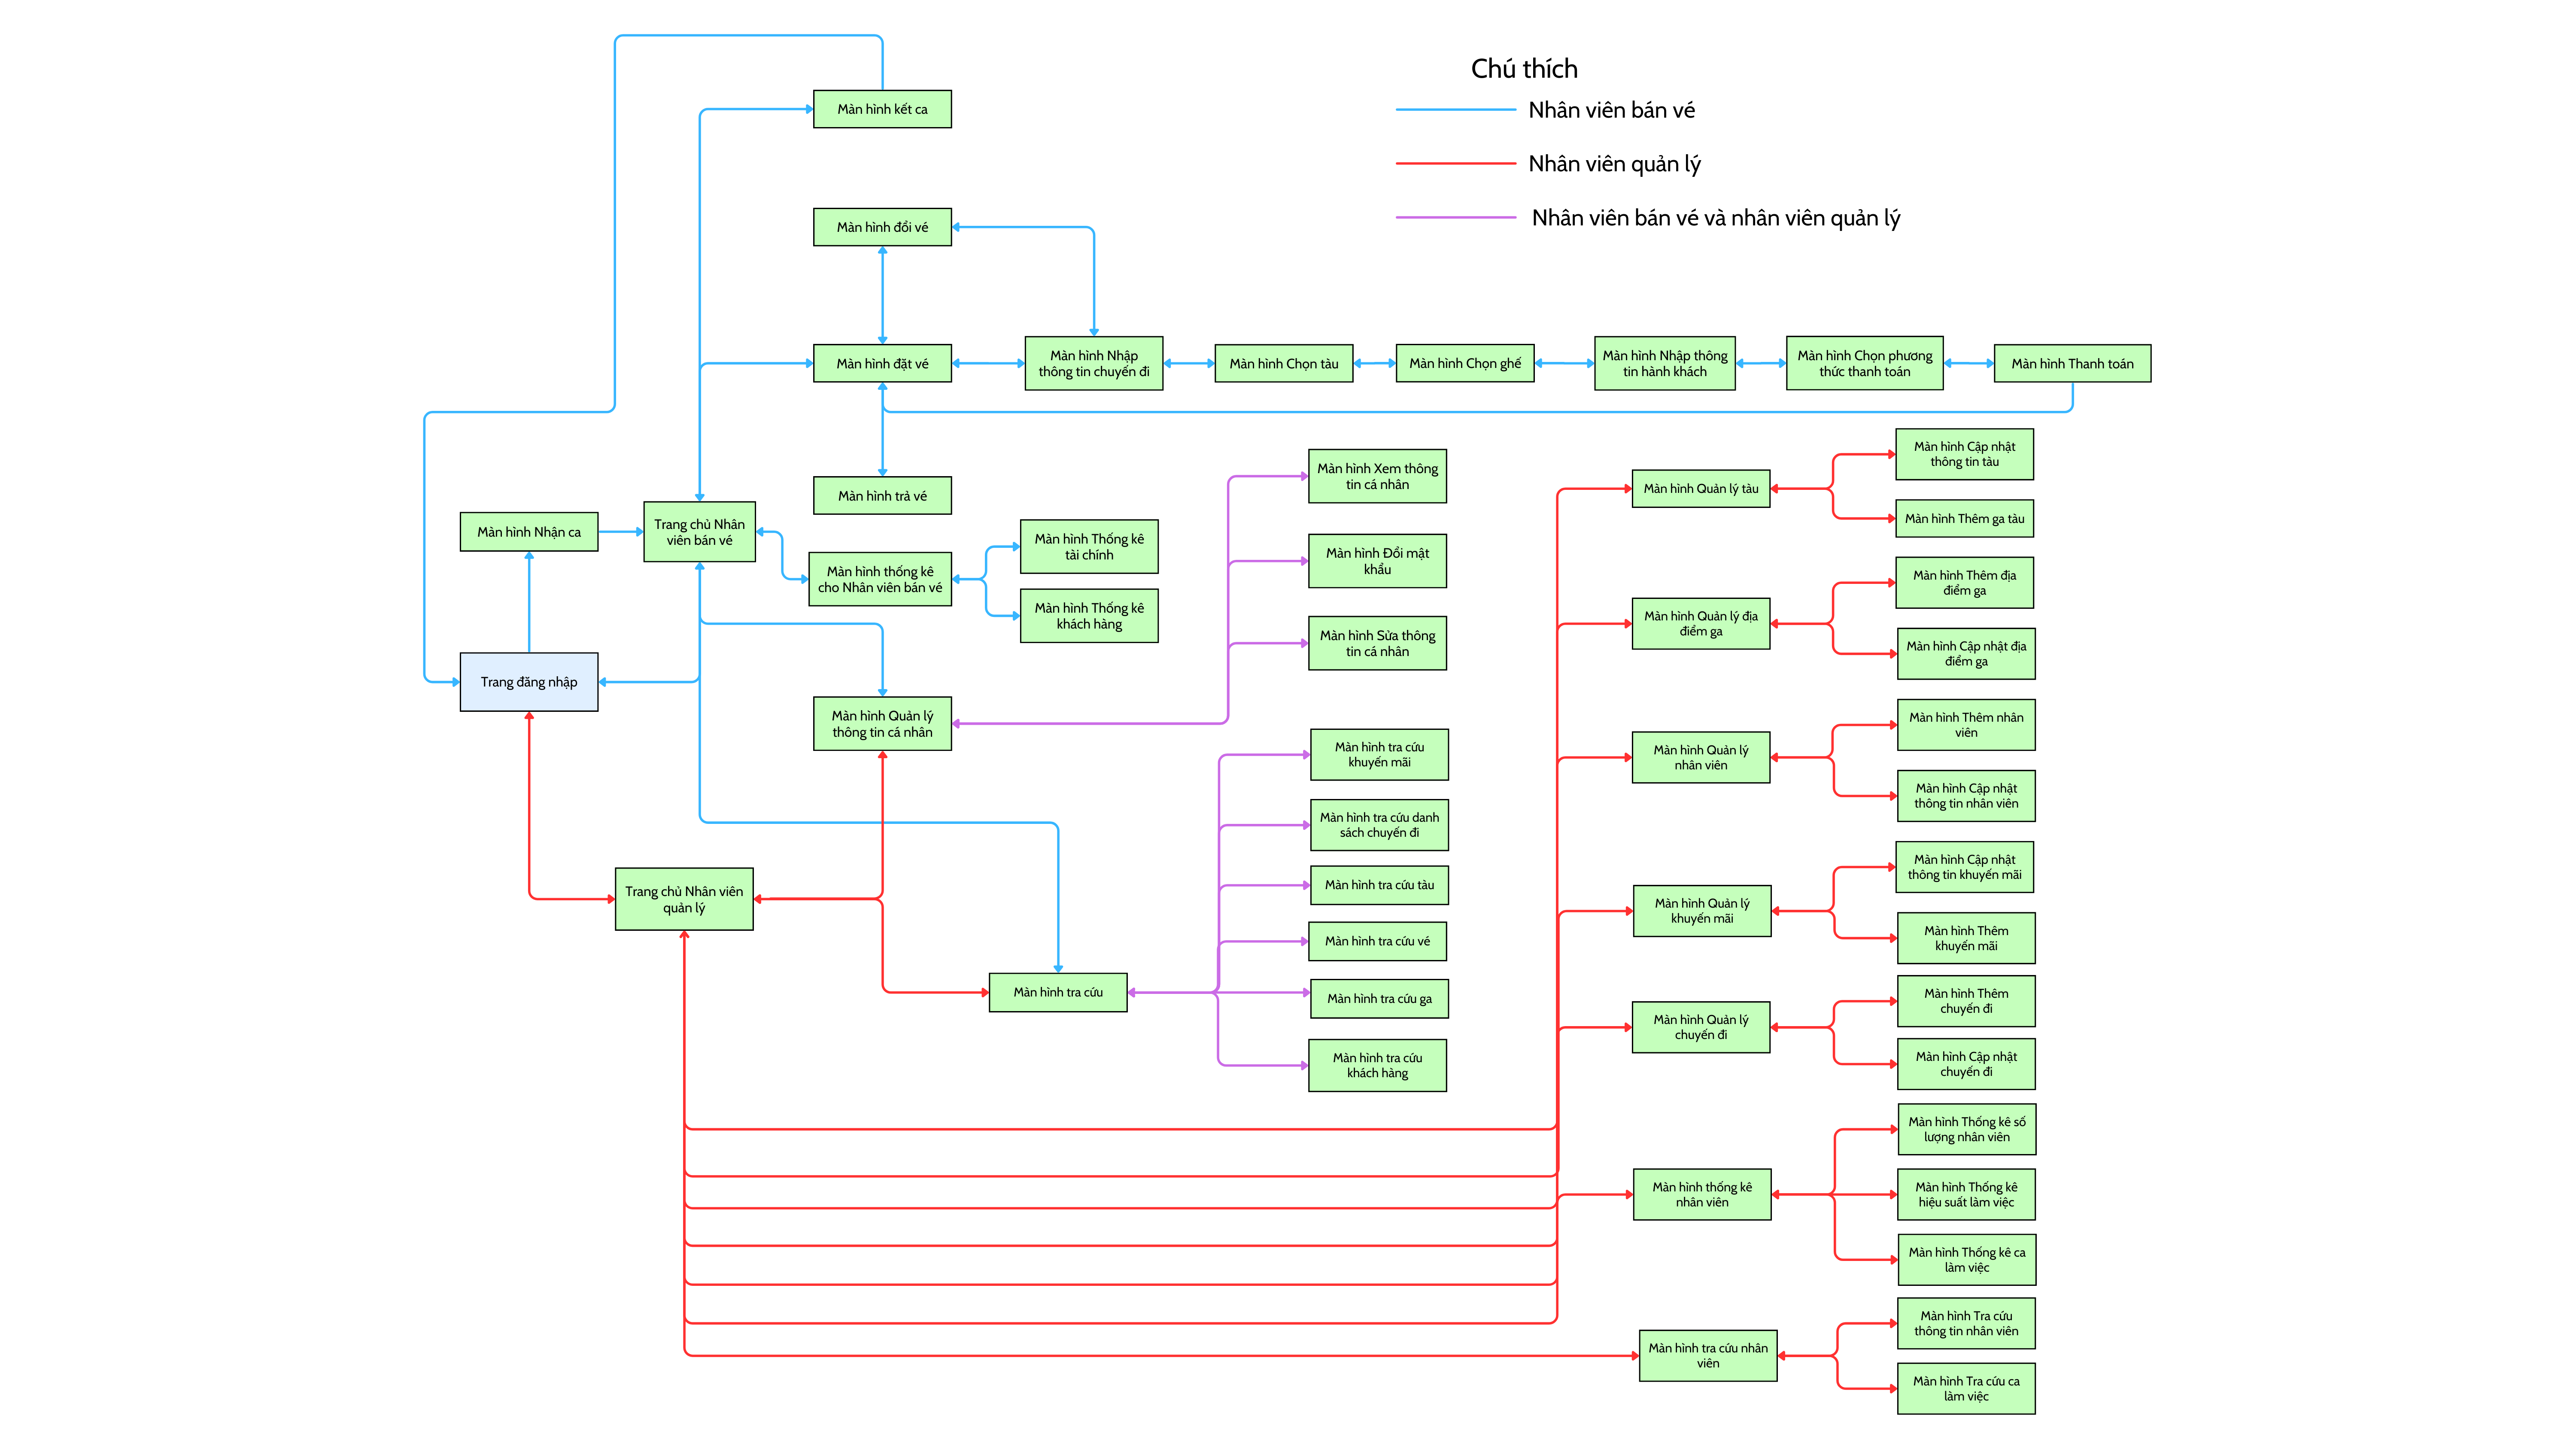 Chú thích
Nhân viên bán vé
Nhân viên quản lý
Nhân viên bán vé và nhân viên quản lý
Màn hình kết ca
Màn hình đổi vé
Màn hình đặt vé
Màn hình Nhập
thông tin chuyến đi
Màn hình Chọn tàu
Màn hình Chọn ghế
Màn hình Nhập thông
tin hành khách
Màn hình Chọn phương
thức thanh toán
Màn hình Thanh toán
Màn hình trả vé
Màn hình Nhận ca
Trang chủ Nhân
viên bán vé
Màn hình thống kê
cho Nhân viên bán vé
Màn hình Thống kê
tài chính
Màn hình Thống kê
khách hàng
Trang đăng nhập
Màn hình Quản lý
thông tin cá nhân
Màn hình Xem thông
tin cá nhân
Màn hình Đổi mật
khẩu
Màn hình Sửa thông
tin cá nhân
Trang chủ Nhân viên
quản lý
Màn hình tra cứu
Màn hình tra cứu
khuyến mãi
Màn hình tra cứu danh
sách chuyến đi
Màn hình tra cứu tàu
Màn hình tra cứu vé
Màn hình tra cứu ga
Màn hình tra cứu
khách hàng
Màn hình Quản lý tàu
Màn hình Cập nhật
thông tin tàu
Màn hình Thêm ga tàu
Màn hình Quản lý địa
điểm ga
Màn hình Thêm địa
điểm ga
Màn hình Cập nhật địa
điểm ga
Màn hình Quản lý
nhân viên
Màn hình Thêm nhân
viên
Màn hình Cập nhật
thông tin nhân viên
Màn hình Quản lý
khuyến mãi
Màn hình Cập nhật
thông tin khuyến mãi
Màn hình Thêm
khuyến mãi
Màn hình Quản lý
chuyến đi
Màn hình Thêm
chuyến đi
Màn hình Cập nhật
chuyến đi
Màn hình thống kê
nhân viên
Màn hình Thống kê số
lượng nhân viên
Màn hình Thống kê
hiệu suất làm việc
Màn hình Thống kê ca
làm việc
Màn hình tra cứu nhân
viên
Màn hình Tra cứu
thông tin nhân viên
Màn hình Tra cứu ca
làm việc